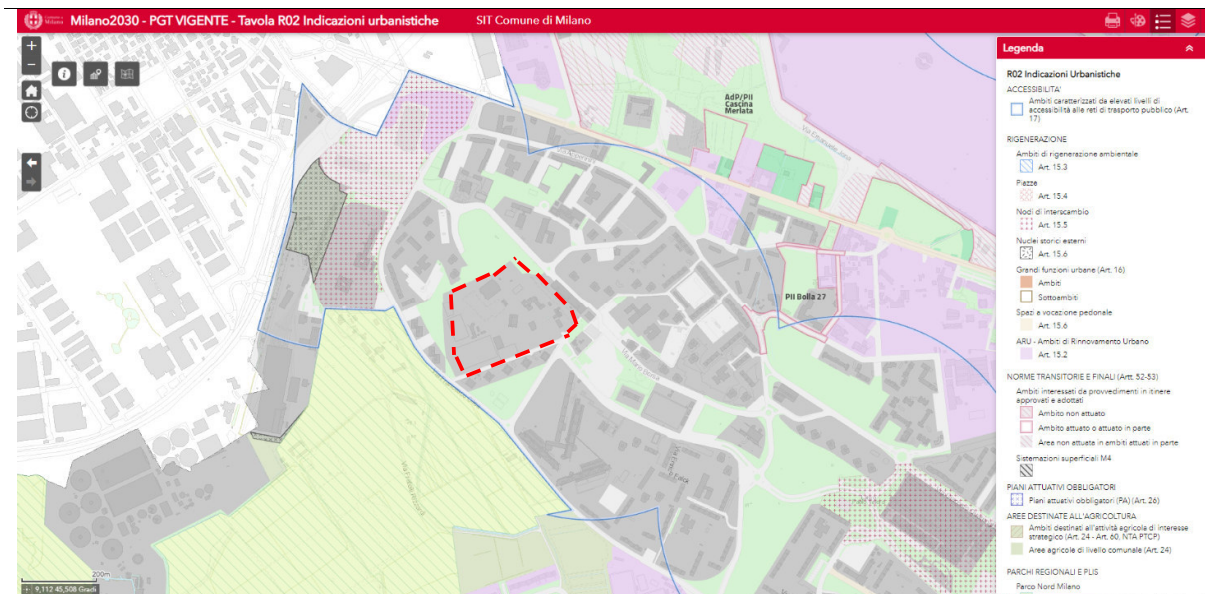 Milano2030 - PGT VIGENTE - Tavola R02 Indicazioni urbanistiche
SIT Comune di Milano
Legenda
R02 Indicazioni Urbanistiche
ACCESSIBILITA'
Ambiti caratterizzati da elevati livelli di
accessibilità alle reti di trasporto pubblico (Art.
17)
RIGENERAZIONE
Ambiti di rigenerazione ambientale
Art. 15.3
Piazze
Art. 15.4
Nodi di interscambio
Art. 15.5
Nuclei storici esterni
Art. 15.6
Grandi funzioni urbane (Art. 16)
Ambiti
Sottoambiti
Spazi a vocazione pedonale
Art. 15.6
ARU - Ambiti di Rinnovamento Urbano
Art. 15.2
NORME TRANSITORIE E FINALI (Artt. 52-53)
Ambiti interessati da provvedimenti in itinere
approvati e adottati
Ambito non attuato
Ambito attuato o attuato in parte
Area non attuata in ambiti attuati in parte
Sistemazioni superficiali M4
PIANI ATTUATIVI OBBLIGATORI
Piani attuativi obbligatori (PA) (Art. 26)
AREE DESTINATE ALL'AGRICOLTURA
Ambiti destinati all'attività agricola di interesse
strategico (Art. 24 - Art. 60, NTA PTCP)
Aree agricole di livello comunale (Art. 24)
PARCHI REGIONALI E PLIS
Parco Nord Milano
AdP/PII
Cascina
Merlata
PII Bolla 27
200m
9,112 45,508 Gradi